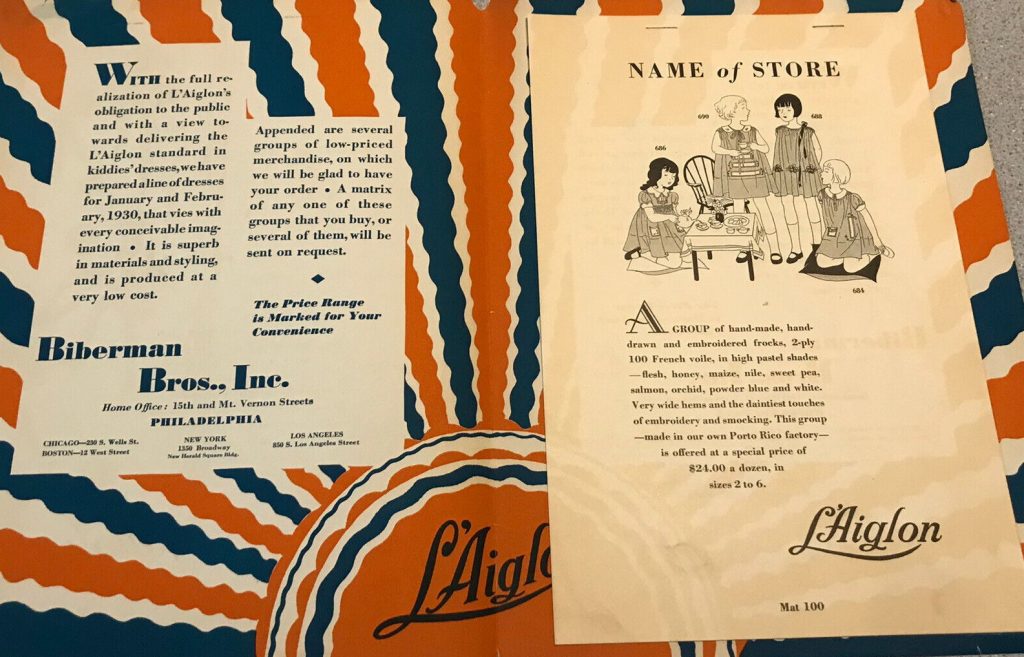 WITH the full re-
alization of L'Aiglon's
obligation to the public
and with a view to-
wards delivering the
L'Aiglon standard in
kiddies' dresses, we have
prepared a line of dresses
for January and Febru-
ary, 1930, that vies with
every conceivable imag-
ination • It is superb
in materials and styling,
and is produced at a
very low cost.
Appended are several
groups of low-priced
merchandise, on which
we will be glad to have
your order • A matrix
of any one of these
groups that you buy, or
several of them, will be
sent on request.
The Price Range
is Marked for Your
Convenience
Biberman
Bros., Inc.
Home Office: 15th and Mt. Vernon Streets
PHILADELPHIA
CHICAGO—230 S. Wells St.
BOSTON—12 West Street
NEW YORK
1350 Broadway
New Herald Square Bldg.
LOS ANGELES
850 S. Los Angeles Street
L'Aiglo
NAME of STORE
690
688
686
684
A GROUP of hand-made, hand-
drawn and embroidered frocks, 2-ply
100 French voile, in high pastel shades
—flesh, honey, maize, nile, sweet pea,
salmon, orchid, powder blue and white.
Very wide hems and the daintiest touches
of embroidery and smocking. This group
—made in our own Porto Rico factory—
is offered at a special price of
$24.00 a dozen, in
sizes 2 to 6.
L'Aiglon
Mat 100